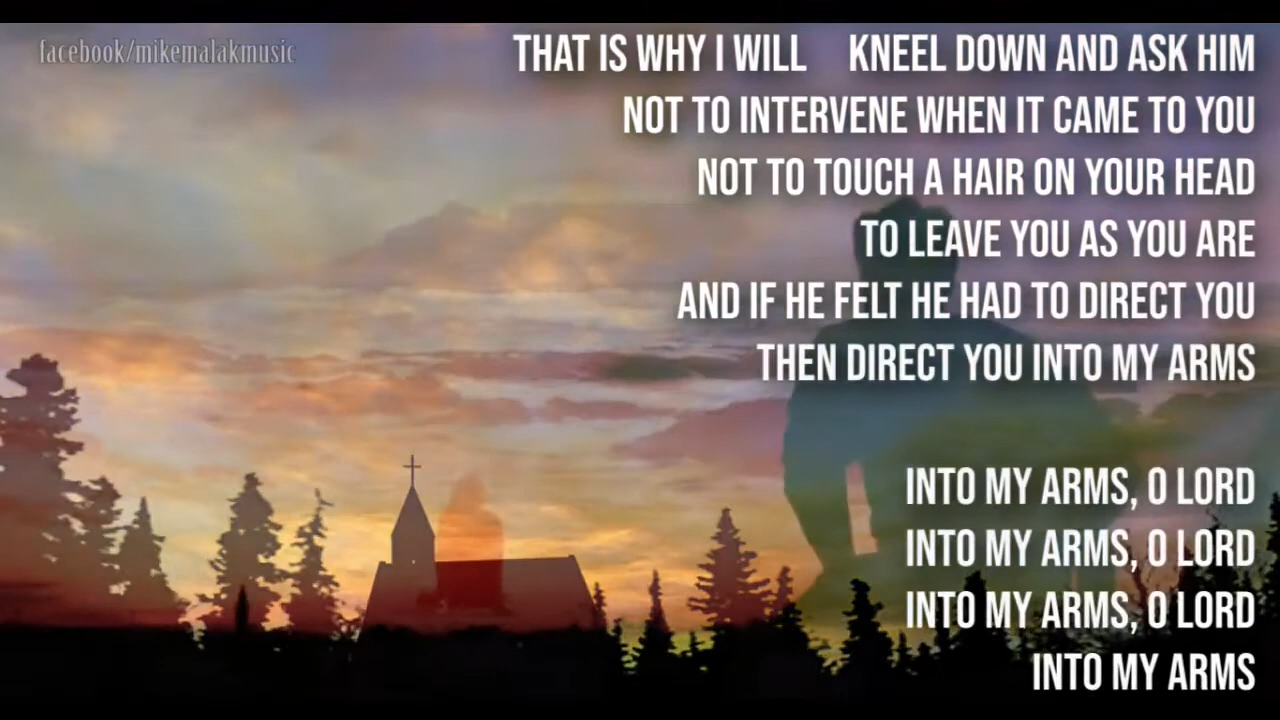 facebook/mikemalakmusic
THAT IS WHY I WILL KNEEL DOWN AND ASK HIM
NOT TO INTERVENE WHEN IT CAME TO YOU
NOT TO TOUCH A HAIR ON YOUR HEAD
TO LEAVE YOU AS YOU ARE
AND IF HE FELT HE HAD TO DIRECT YOU
THEN DIRECT YOU INTO MY ARMS
INTO MY ARMS, O LORD
INTO MY ARMS, O LORD
INTO MY ARMS, O LORD
INTO MY ARMS